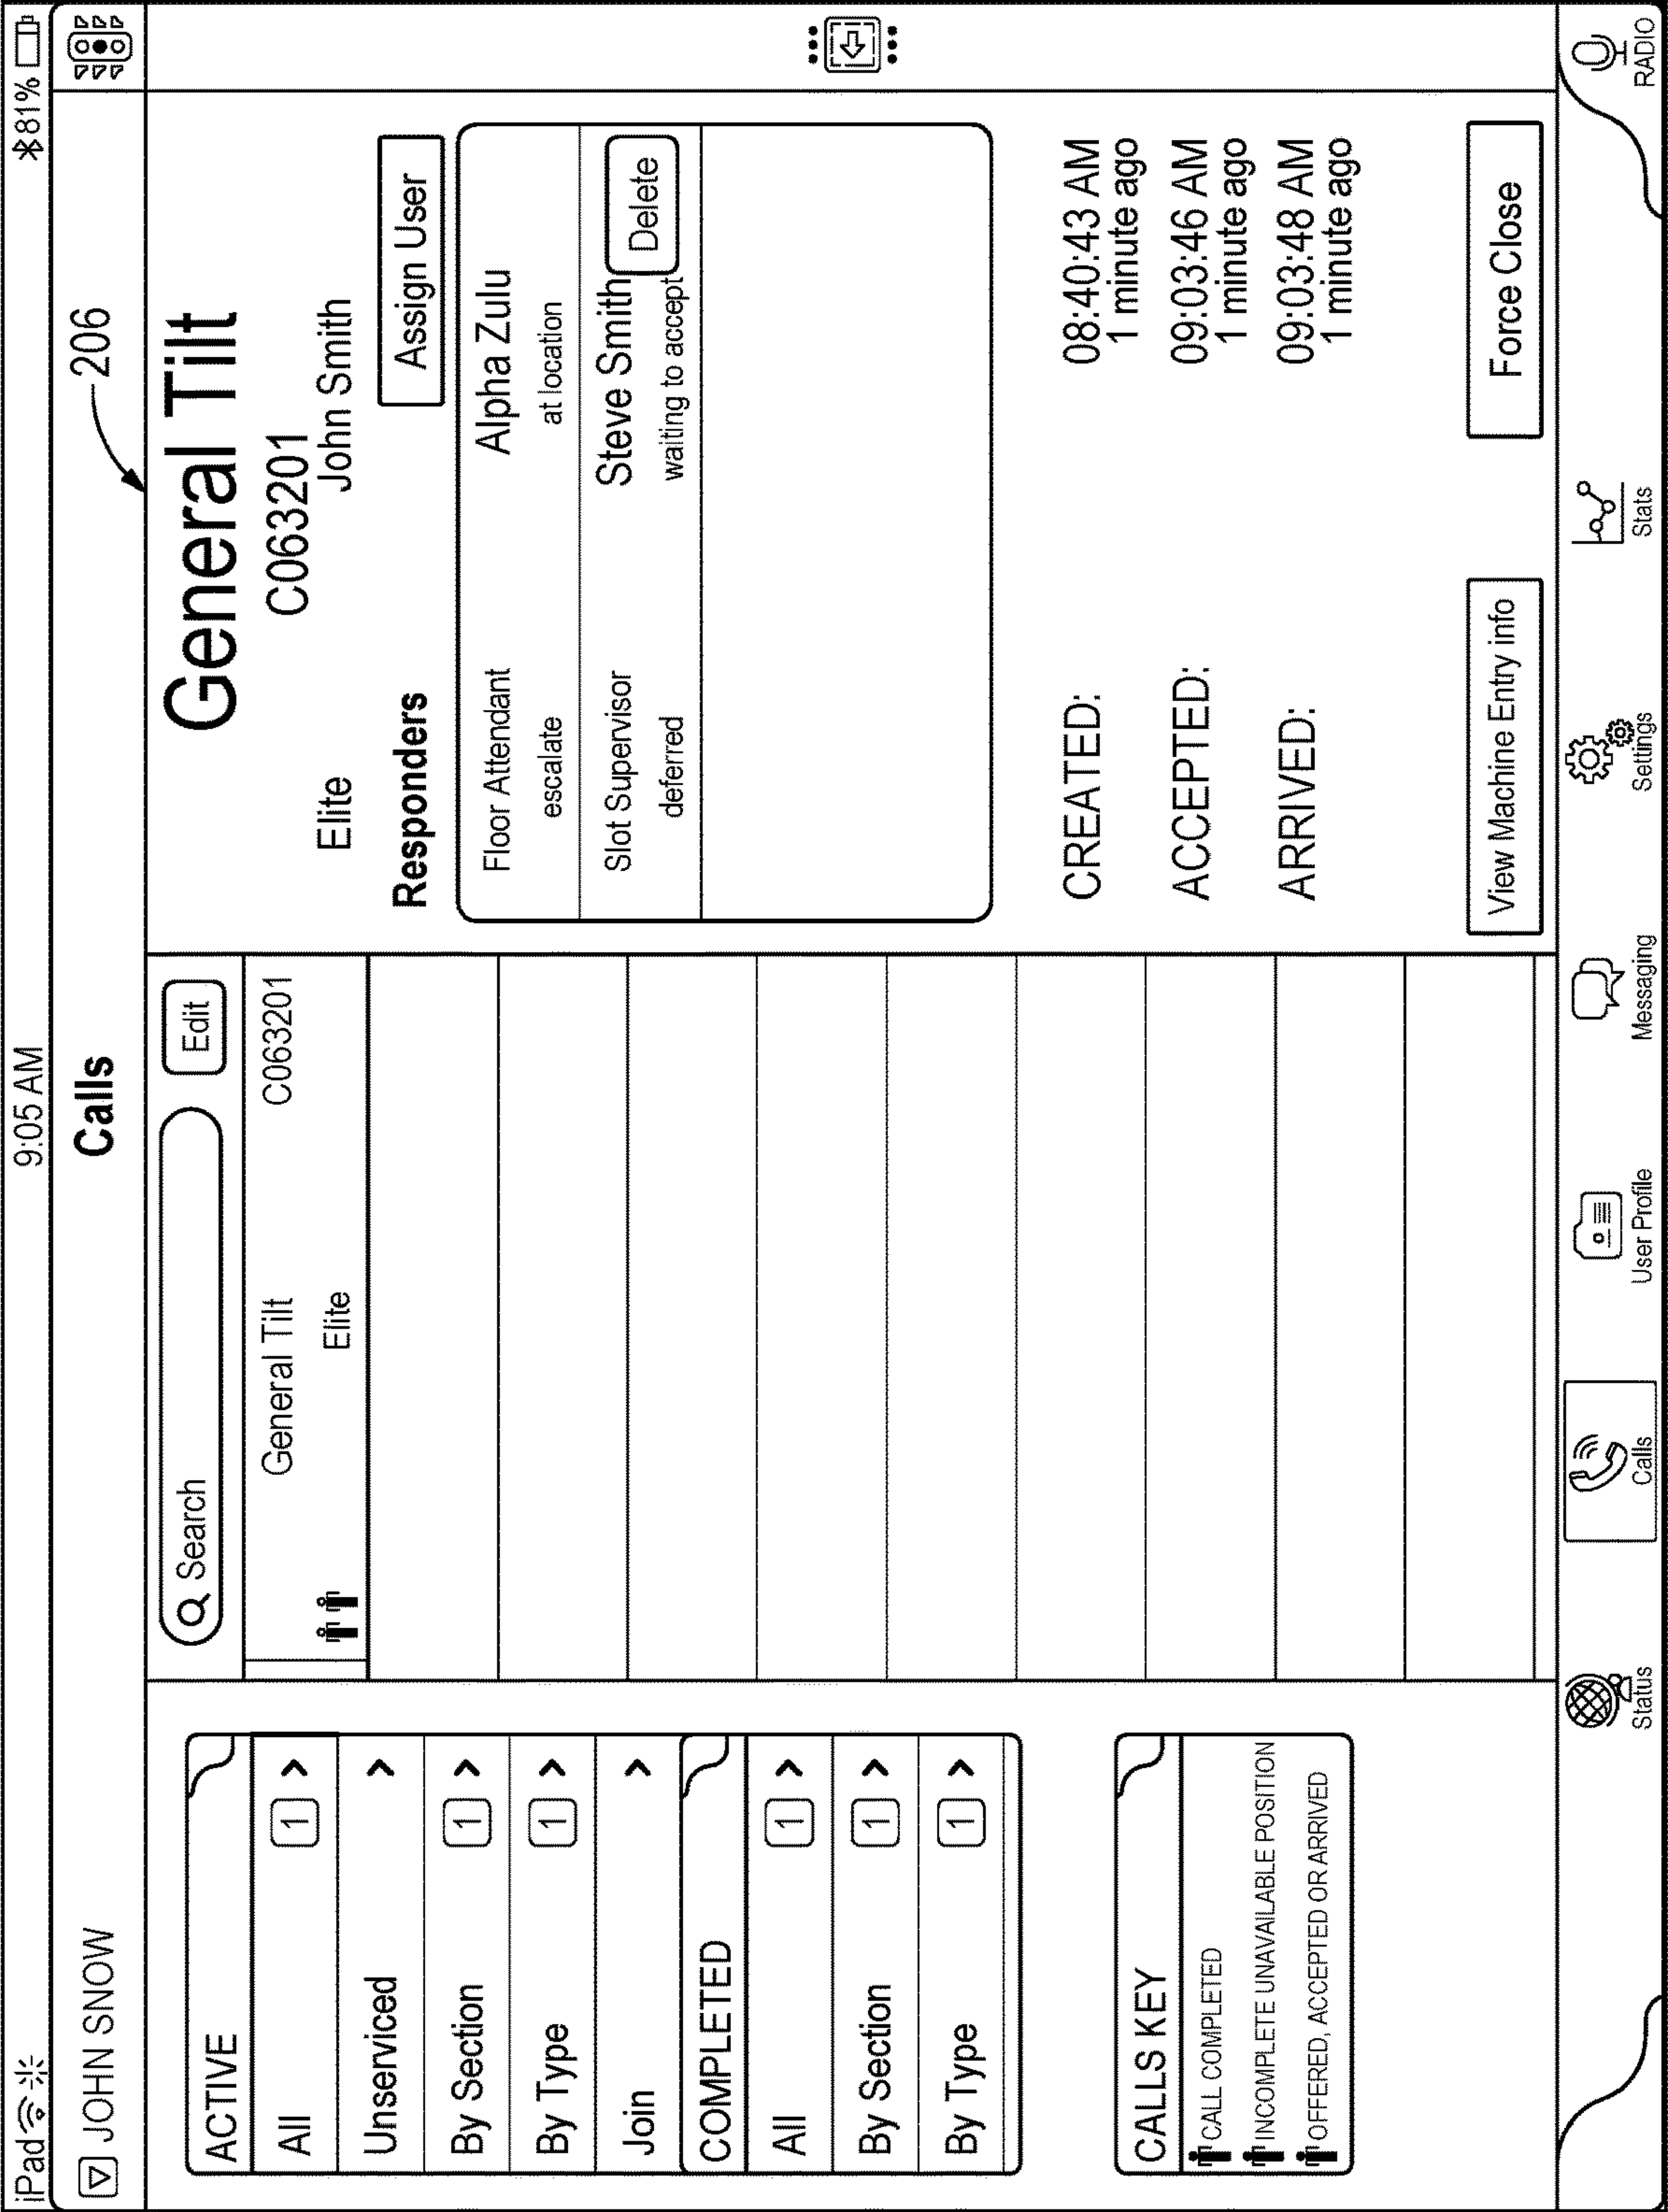 iPad 9:05 AM 81%
JOHN SNOW Calls
206
ACTIVE
All 1 >
Unserviced >
By Section 1 >
By Type 1 >
Join >
COMPLETED
All 1 >
By Section 1 >
By Type 1 >
CALLS KEY
CALL COMPLETED
INCOMPLETE UNAVAILABLE POSITION
OFFERED, ACCEPTED OR ARRIVED
Search Edit
General Tilt C063201
Elite
General Tilt
C063201
Elite John Smith
Responders Assign User
Floor Attendant Alpha Zulu
escalate at location
Slot Supervisor Steve Smith Delete
deferred waiting to accept
CREATED: 08:40:43 AM
1 minute ago
ACCEPTED: 09:03:46 AM
1 minute ago
ARRIVED: 09:03:48 AM
1 minute ago
View Machine Entry info Force Close
Status Calls User Profile Messaging Settings Stats RADIO